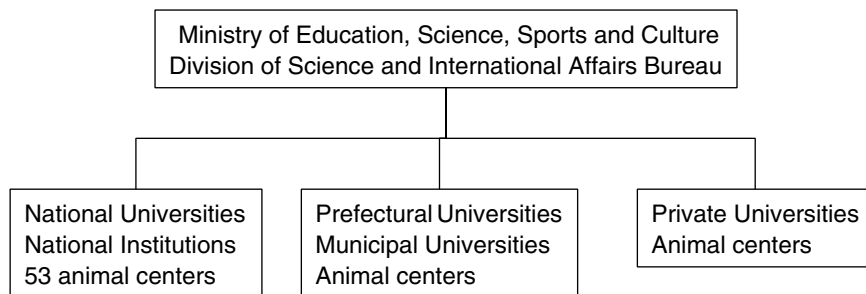 Ministry of Education, Science, Sports and Culture
Division of Science and International Affairs Bureau
National Universities
National Institutions
53 animal centers
Prefectural Universities
Municipal Universities
Animal centers
Private Universities
Animal centers